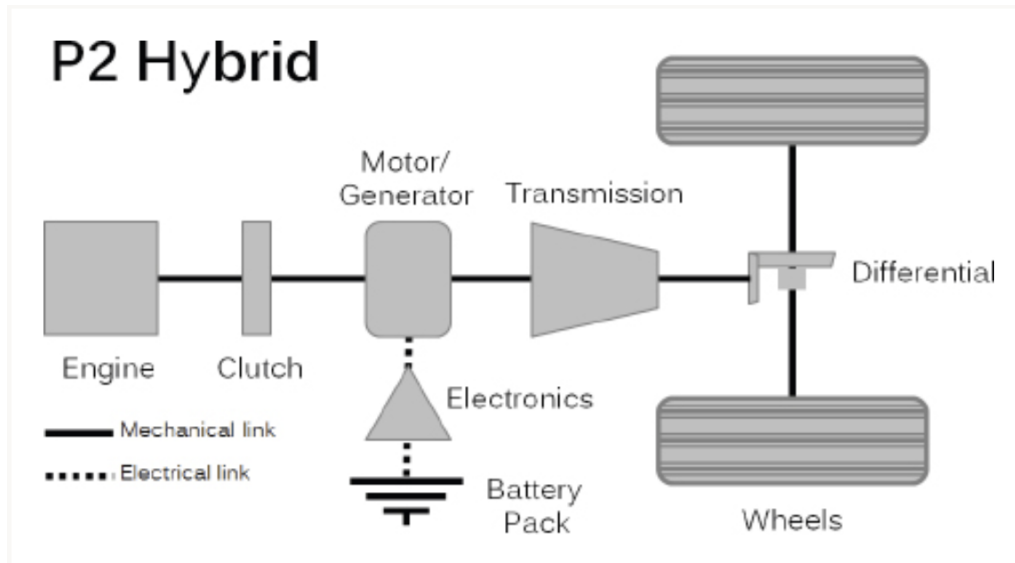 P2 Hybrid
Motor/
Generator
Transmission
Differential
Engine
Clutch
Electronics
Mechanical link
Electrical link
Battery
Pack
Wheels